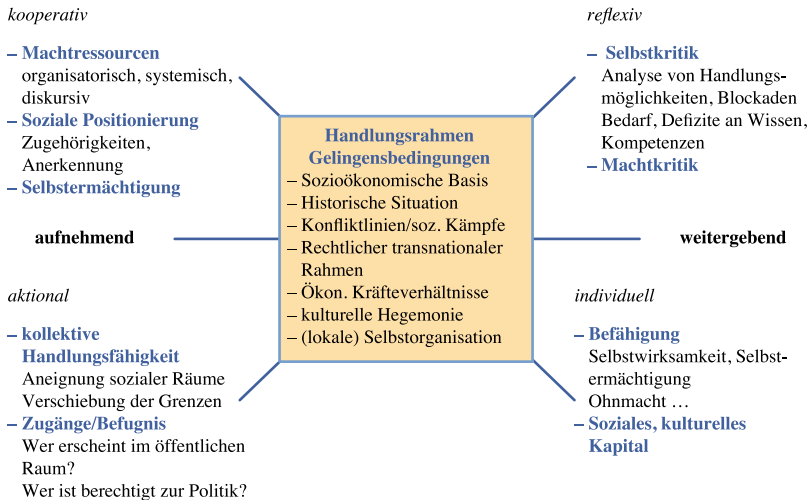 kooperativ
– Machtressourcen
organisatorisch, systemisch,
diskursiv
– Soziale Positionierung
Zugehörigkeiten,
Anerkennung
– Selbstermächtigung
reflexiv
– Selbstkritik
Analyse von Handlungs-
möglichkeiten, Blockaden
Bedarf, Defizite an Wissen,
Kompetenzen
– Machtkritik
Handlungsrahmen
Gelingensbedingungen
– Sozioökonomische Basis
– Historische Situation
– Konfliktlinien/soz. Kämpfe
– Rechtlicher transnationaler
Rahmen
– Ökon. Kräfteverhältnisse
– kulturelle Hegemonie
– (lokale) Selbstorganisation
aufnehmend
weitergebend
aktional
– kollektive
Handlungsfähigkeit
Aneignung sozialer Räume
Verschiebung der Grenzen
– Zugänge/Befugnis
Wer erscheint im öffentlichen
Raum?
Wer ist berechtigt zur Politik?
individuell
– Befähigung
Selbstwirksamkeit, Selbst-
ermächtigung
Ohnmacht …
– Soziales, kulturelles
Kapital